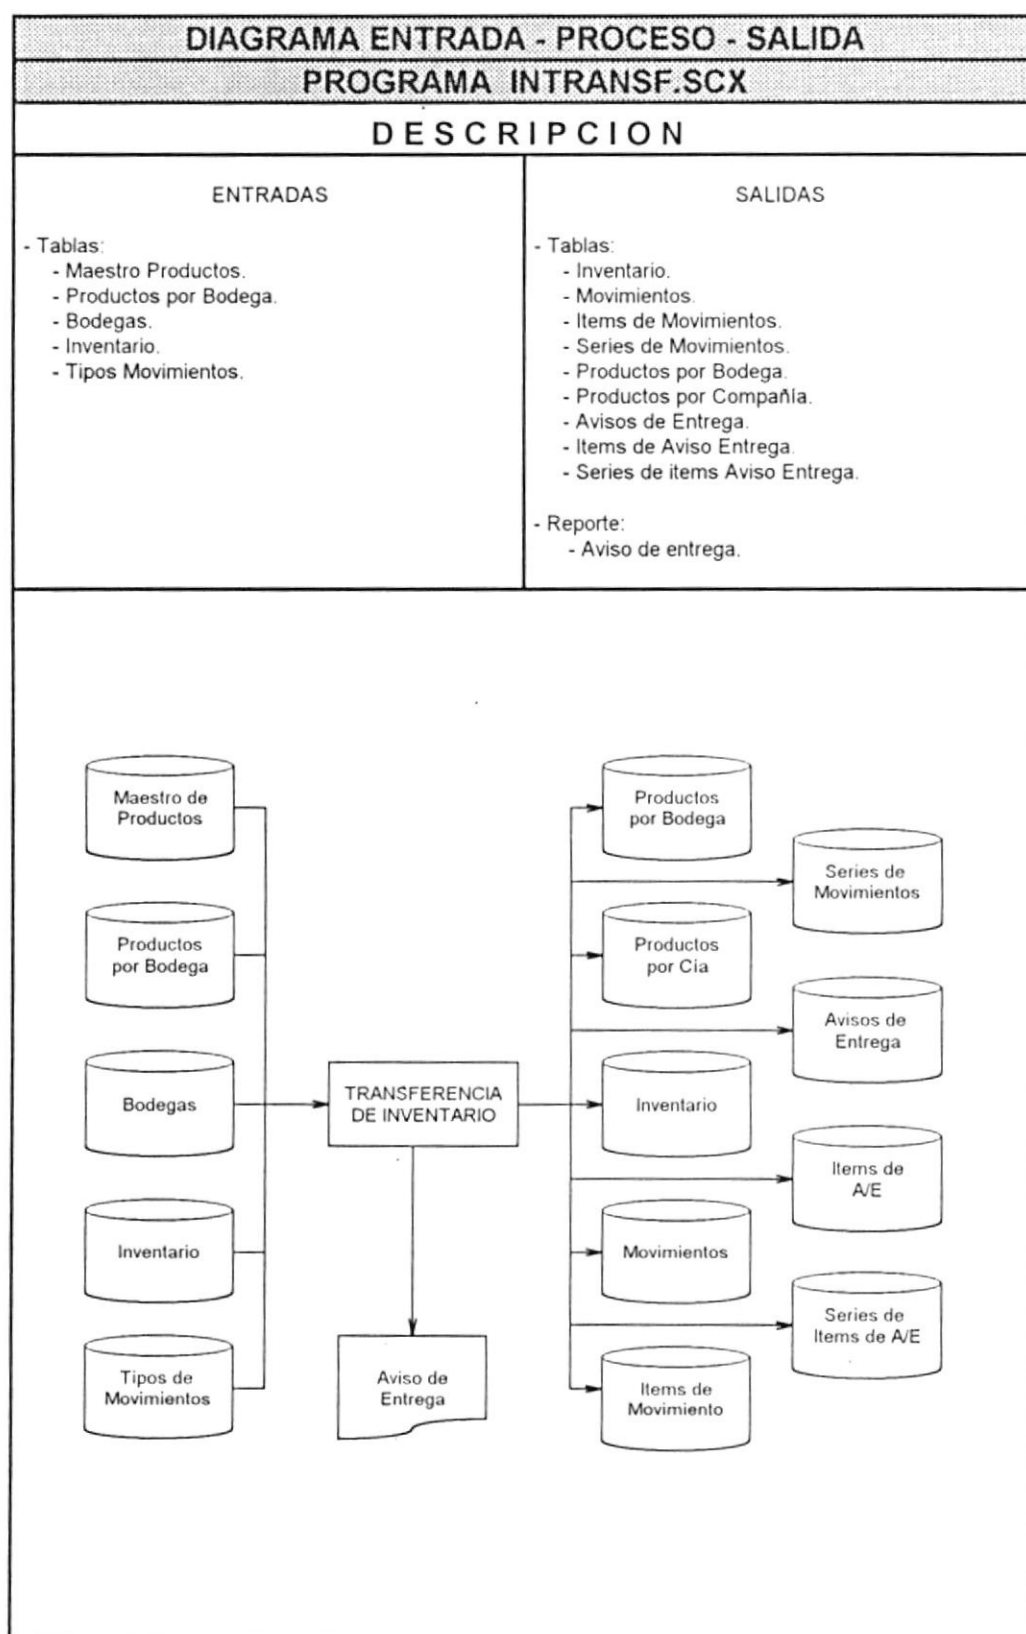 DIAGRAMA ENTRADA - PROCESO - SALIDA
PROGRAMA INTRANSF.SCX
DESCRIPCION
ENTRADAS
- Tablas:
- Maestro Productos.
- Productos por Bodega.
- Bodegas.
- Inventario.
- Tipos Movimientos.
SALIDAS
- Tablas:
- Inventario.
- Movimientos.
- Items de Movimientos.
- Series de Movimientos.
- Productos por Bodega.
- Productos por Compañla.
- Avisos de Entrega.
- Items de Aviso Entrega.
- Series de items Aviso Entrega.
- Reporte:
- Aviso de entrega.
Maestro de
Productos
Productos
por Bodega
Bodegas
Inventario
Tipos de
Movimientos
TRANSFERENCIA
DE INVENTARIO
Aviso de
Entrega
Productos
por Bodega
Series de
Movimientos
Productos
por Cia
Avisos de
Entrega
Inventario
Items de
A/E
Movimientos
Series de
Items de A/E
Items de
Movimiento